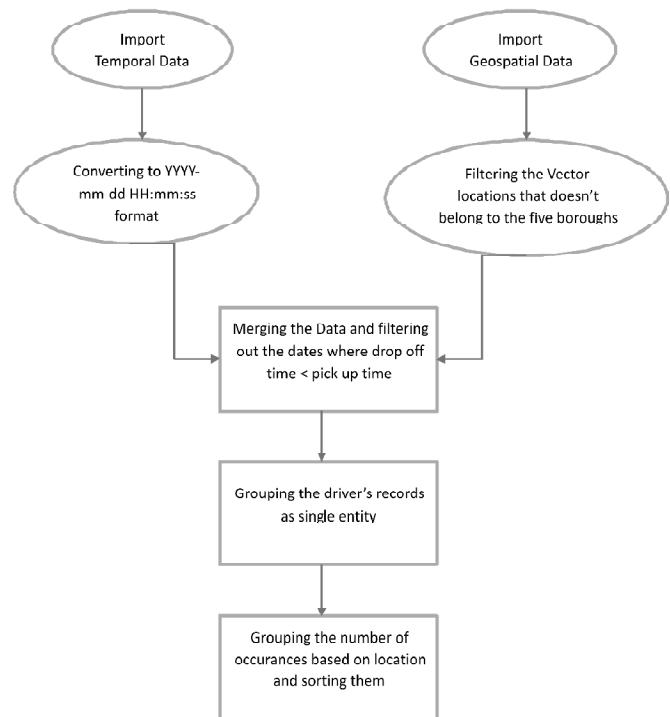 Import
Temporal Data
Import
Geospatial Data
Converting to YYYY-
mm dd HH:mm:ss
format
Filtering the Vector
locations that doesn't
belong to the five boroughs
Merging the Data and filtering
out the dates where drop off
time < pick up time
Grouping the driver's records
as single entity
Grouping the number of
occurances based on location
and sorting them